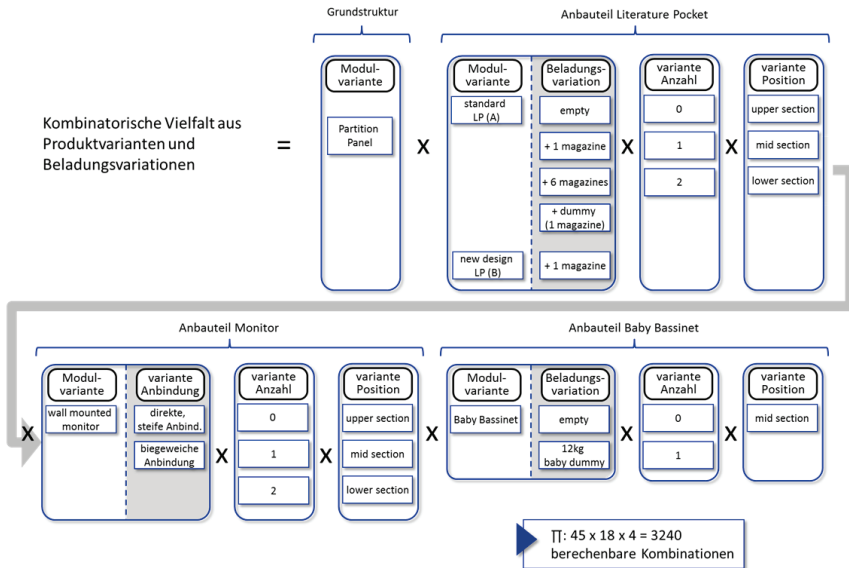 Grundstruktur
Anbauteil Literature Pocket
Kombinatorische Vielfalt aus
Produktvarianten und
Beladungsvariationen
=
Modul-
variante
Partition
Panel
X
Modul-
variante
standard
LP (A)
new design
LP (B)
Beladungs-
variation
empty
+ 1 magazine
+ 6 magazines
+ dummy
(1 magazine)
+ 1 magazine
X
variante
Anzahl
0
1
2
X
variante
Position
upper section
mid section
lower section
Anbauteil Monitor
Anbauteil Baby Bassinet
X
Modul-
variante
wall mounted
monitor
variante
Anbindung
direkte,
steife Anbind.
biegeweiche
Anbindung
X
variante
Anzahl
0
1
2
X
variante
Position
upper section
mid section
lower section
X
Modul-
variante
Baby Bassinet
Beladungs-
variation
empty
12kg
baby dummy
X
variante
Anzahl
0
1
X
variante
Position
mid section
∏: 45 x 18 x 4 = 3240
berechenbare Kombinationen